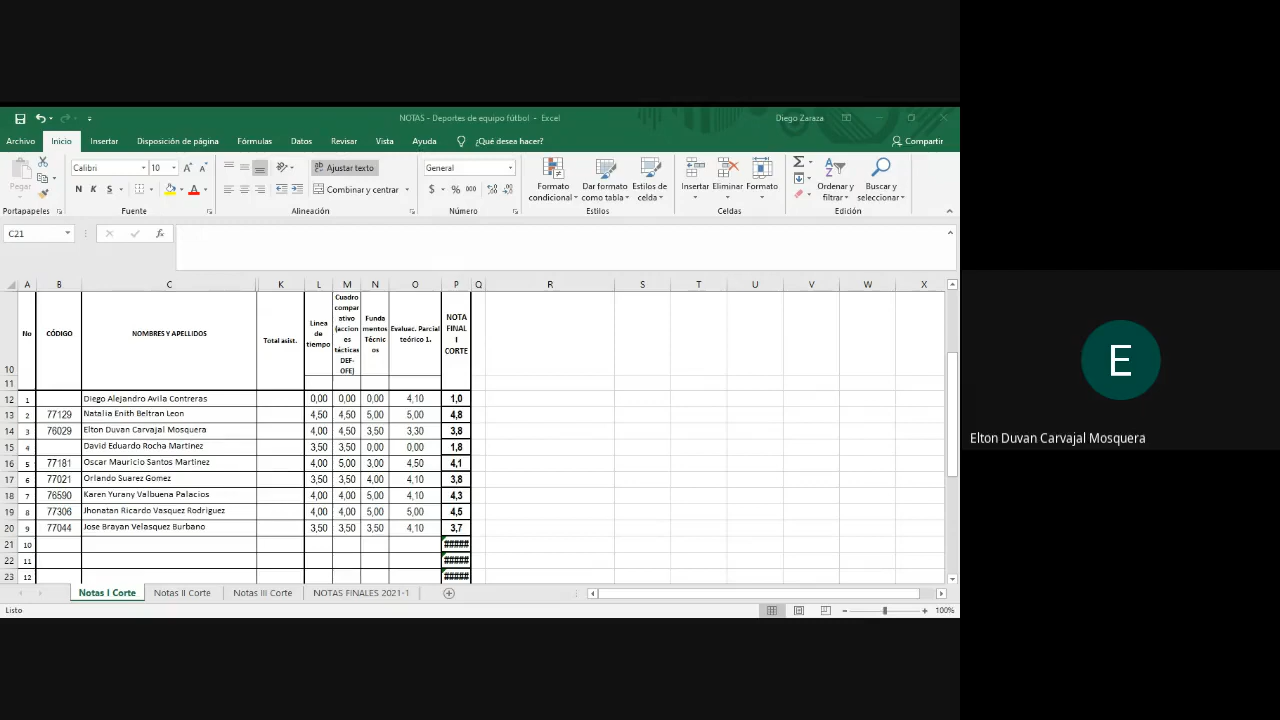 NOTAS - Deportes de equipo fútbol - Excel
Diego Zaraza
Archivo Inicio Insertar Disposición de página Fórmulas Datos Revisar Vista Ayuda ¿Qué desea hacer? Compartir
Pegar
Calibri 10
N K S
Ajustar texto
Combinar y centrar
General
$ % 000
Formato condicional
Dar formato como tabla
Estilos de celda
Insertar Eliminar Formato
Ordenar y filtrar
Buscar y seleccionar
Portapapeles Fuente Alineación Número Estilos Celdas Edición
C21 fx
A B C K L M N O P Q R S T U V W X
10 No CÓDIGO NOMBRES Y APELLIDOS Total asist.
Linea
de
tiempo
Cuadro
compar
ativo
(accion
es
tácticas
DEF-
OFE)
Funda
mentos
Técnic
os
Evaluac. Parcial
teórico 1.
NOTA
FINAL
I
CORTE
11
12 1 Diego Alejandro Avila Contreras 0,00 0,00 0,00 4,10 1,0
13 2 77129 Natalia Enith Beltran Leon 4,50 4,50 5,00 5,00 4,8
14 3 76029 Elton Duvan Carvajal Mosquera 4,00 4,50 3,50 3,30 3,8
15 4 David Eduardo Rocha Martinez 3,50 3,50 0,00 0,00 1,8
16 5 77181 Oscar Mauricio Santos Martinez 4,00 5,00 3,00 4,50 4,1
17 6 77021 Orlando Suarez Gomez 3,50 3,50 4,00 4,10 3,8
18 7 76590 Karen Yurany Valbuena Palacios 4,00 4,00 5,00 4,10 4,3
19 8 77306 Jhonatan Ricardo Vasquez Rodriguez 4,00 4,00 5,00 5,00 4,5
20 9 77044 Jose Brayan Velasquez Burbano 3,50 3,50 3,50 4,10 3,7
21 10 #####
22 11 #####
23 12 #####
Notas I Corte Notas II Corte Notas III Corte NOTAS FINALES 2021-1
Listo 100%
E
Elton Duvan Carvajal Mosquera